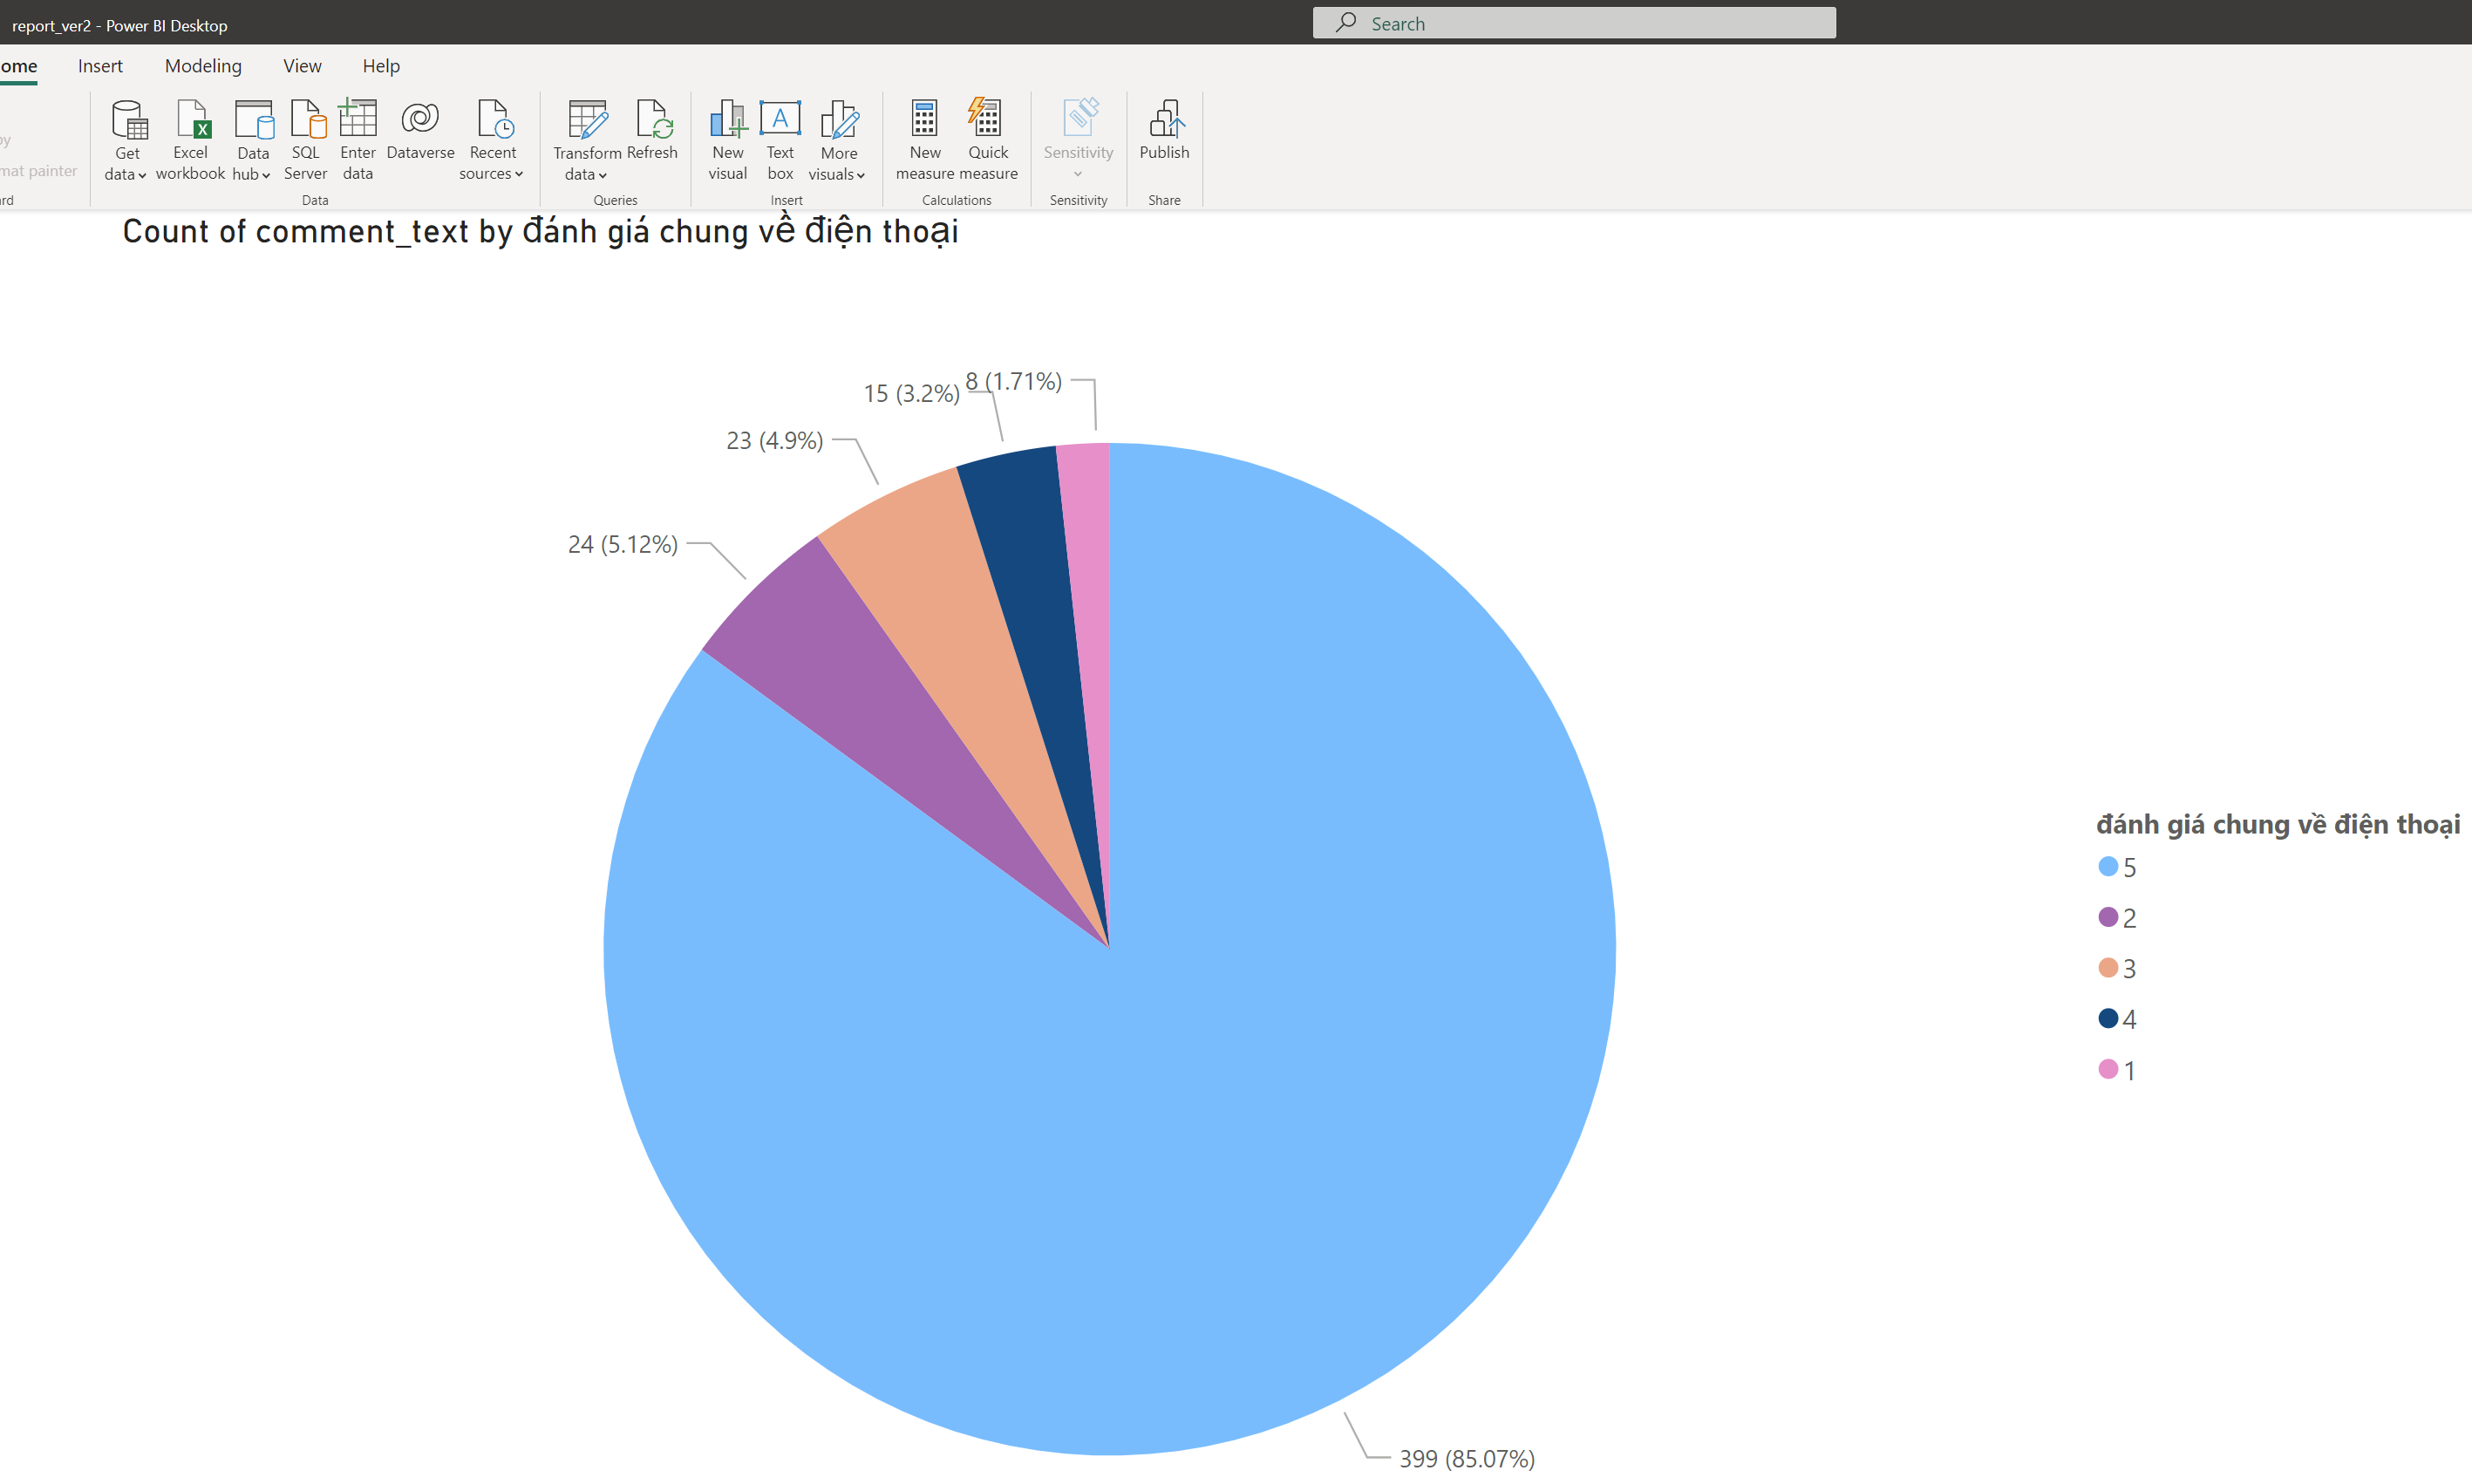 report_ver2 - Power BI Desktop
Search
ome
Insert
Modeling
View
Help
py
mat painter
rd
Get data
Excel workbook
Data hub
SQL Server
Enter data
Dataverse
Recent sources
Data
Transform data
Refresh
Queries
New visual
Text box
More visuals
Insert
New measure
Quick measure
Calculations
Sensitivity
Sensitivity
Publish
Share
Count of comment_text by đánh giá chung về điện thoại
8 (1.71%)
15 (3.2%)
23 (4.9%)
24 (5.12%)
399 (85.07%)
đánh giá chung về điện thoại
5
2
3
4
1